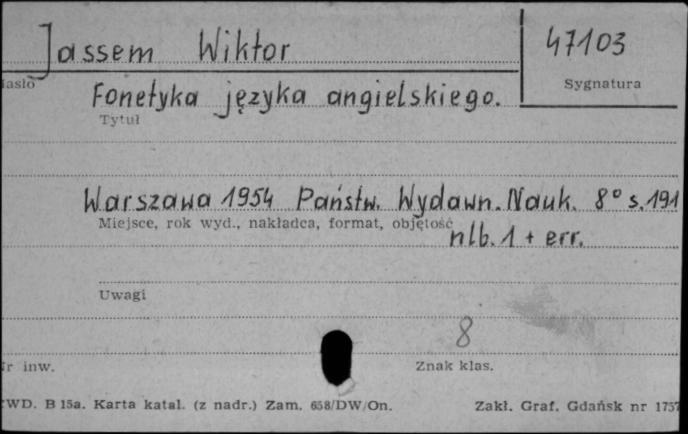 Jassem Wiktor 47103
Hasło Sygnatura
Fonetyka języka angielskiego.
Tytuł
Warszawa 1954 Państw. Wydawn. Nauk. 8° s. 191
Miejsce, rok wyd., nakładca, format, objętość
nlb. 1 + err.
Uwagi
8
Nr inw. Znak klas.
CWD. B 15a. Karta katal. (z nadr.) Zam. 658/DW/On. Zakł. Graf. Gdańsk nr 1757